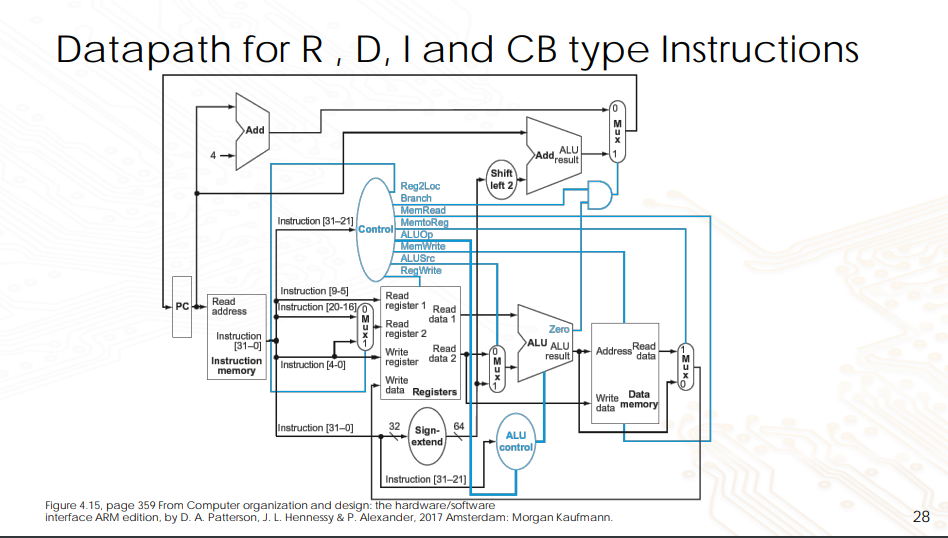 Datapath for R , D, I and CB type Instructions
Add
4
0
M
u
x
1
Add
ALU
result
Shift
left 2
Reg2Loc
Branch
MemRead
MemtoReg
ALUOp
MemWrite
ALUSrc
RegWrite
Control
Instruction [31–21]
PC
Read
address
Instruction
[31–0]
Instruction
memory
Instruction [9-5]
Instruction [20-16]
Instruction [4-0]
0
M
u
x
1
Read
register 1
Read
register 2
Write
register
Write
data
Read
data 1
Read
data 2
Registers
0
M
u
x
1
Zero
ALU
ALU
result
Address
Read
data
Write
data
Data
memory
1
M
u
x
0
Instruction [31–0]
32
Sign-
extend
64
ALU
control
Instruction [31–21]
Figure 4.15, page 359 From Computer organization and design: the hardware/software
interface ARM edition, by D. A. Patterson, J. L. Hennessy & P. Alexander, 2017 Amsterdam: Morgan Kaufmann.
28